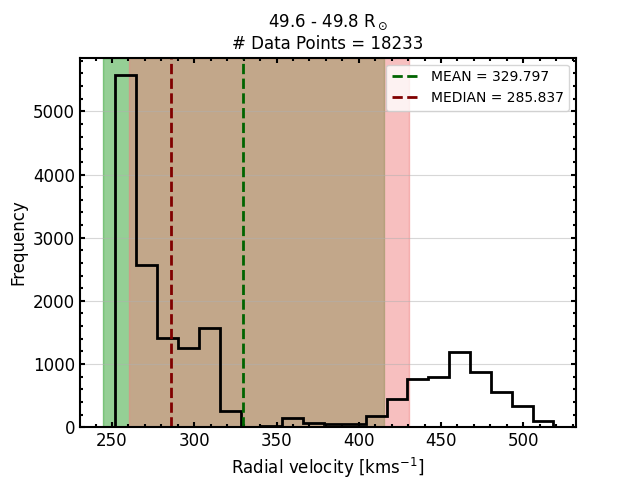 49.6 - 49.8 R⊙
# Data Points = 18233
MEAN = 329.797
MEDIAN = 285.837
Frequency
5000
4000
3000
2000
1000
0
250 300 350 400 450 500
Radial velocity [kms⁻¹]